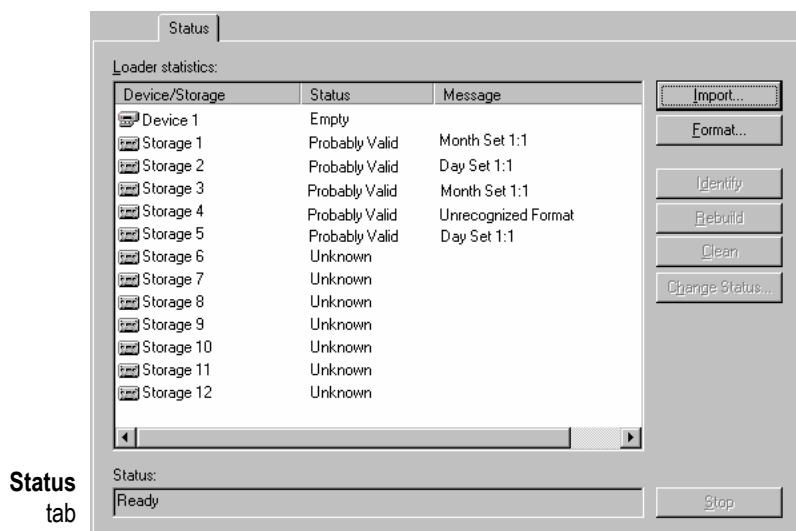 Status
Loader statistics:
Device/Storage Status Message
Device 1 Empty
Storage 1 Probably Valid Month Set 1:1
Storage 2 Probably Valid Day Set 1:1
Storage 3 Probably Valid Month Set 1:1
Storage 4 Probably Valid Unrecognized Format
Storage 5 Probably Valid Day Set 1:1
Storage 6 Unknown
Storage 7 Unknown
Storage 8 Unknown
Storage 9 Unknown
Storage 10 Unknown
Storage 11 Unknown
Storage 12 Unknown
Import...
Format...
Identify
Rebuild
Clean
Change Status...
Status:
Ready
Stop
Status
tab